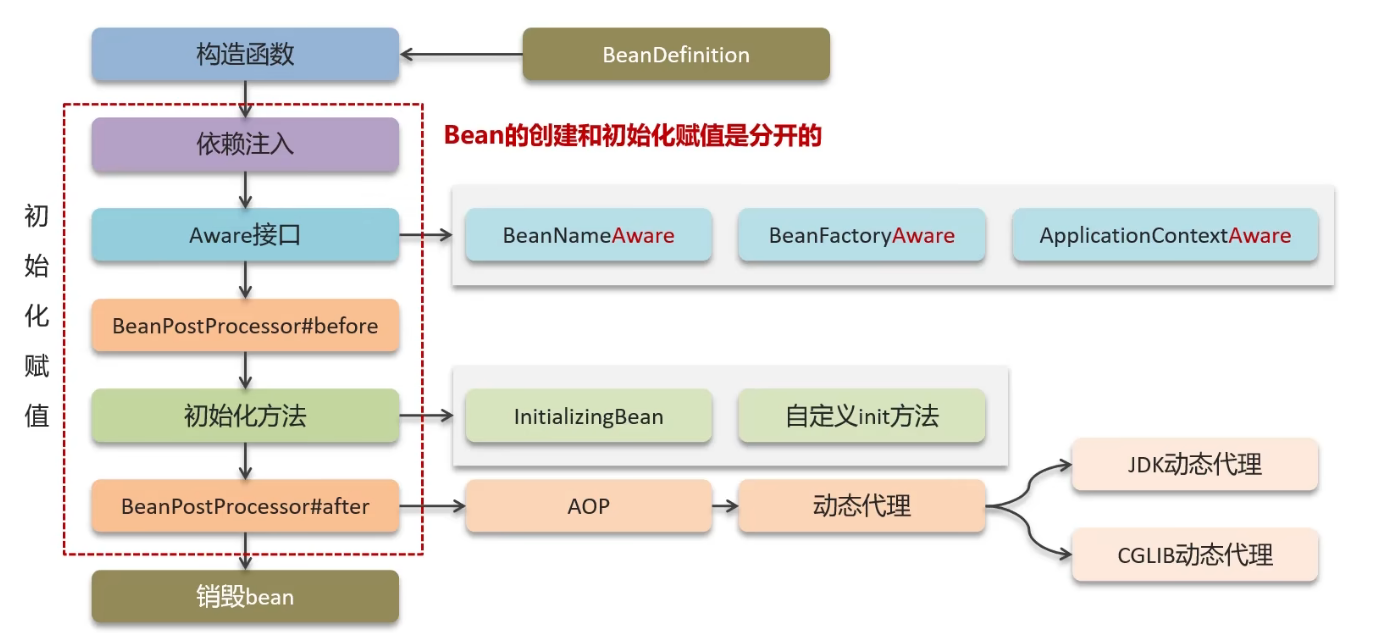 构造函数
BeanDefinition
依赖注入
Bean的创建和初始化赋值是分开的
初始化赋值
Aware接口
BeanNameAware
BeanFactoryAware
ApplicationContextAware
BeanPostProcessor#before
初始化方法
InitializingBean
自定义init方法
BeanPostProcessor#after
AOP
动态代理
JDK动态代理
CGLIB动态代理
销毁bean